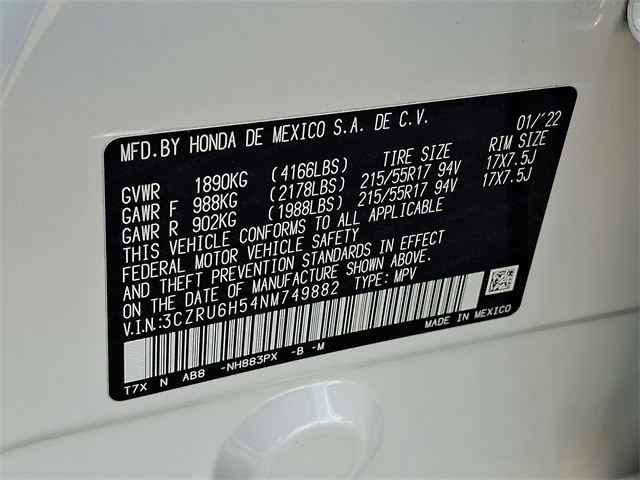 MFD.BY HONDA DE MEXICO S.A. DE C.V. 01/'22
TIRE SIZE RIM SIZE
GVWR 1890KG (4166LBS)
GAWR F 988KG (2178LBS) 215/55R17 94V 17X7.5J
GAWR R 902KG (1988LBS) 215/55R17 94V 17X7.5J
THIS VEHICLE CONFORMS TO ALL APPLICABLE
FEDERAL MOTOR VEHICLE SAFETY
AND THEFT PREVENTION STANDARDS IN EFFECT
ON THE DATE OF MANUFACTURE SHOWN ABOVE.
V.I.N:3CZRU6H54NM749882 TYPE: MPV
MADE IN MEXICO
T7X N AB8 -NH883PX -B -M